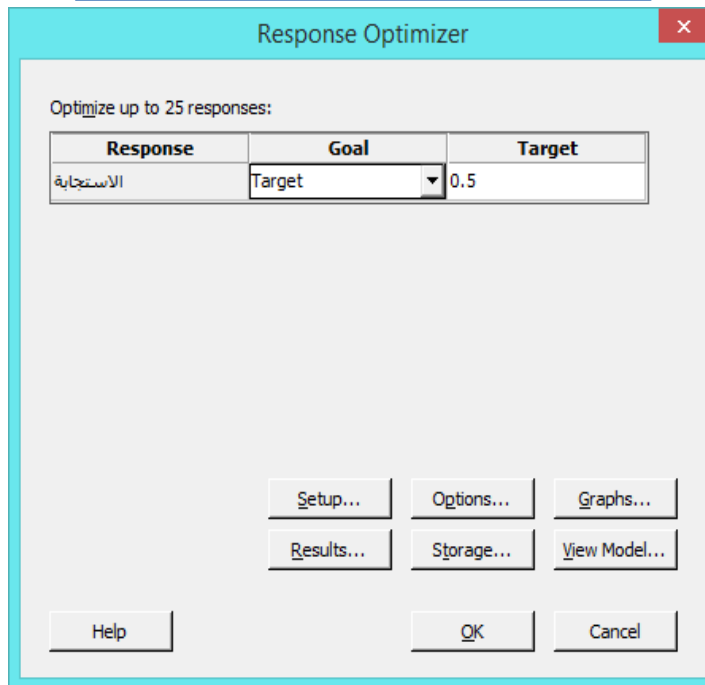 Response Optimizer
Optimize up to 25 responses:
Response Goal Target
الاستجابة Target 0.5
Setup... Options... Graphs...
Results... Storage... View Model...
Help OK Cancel